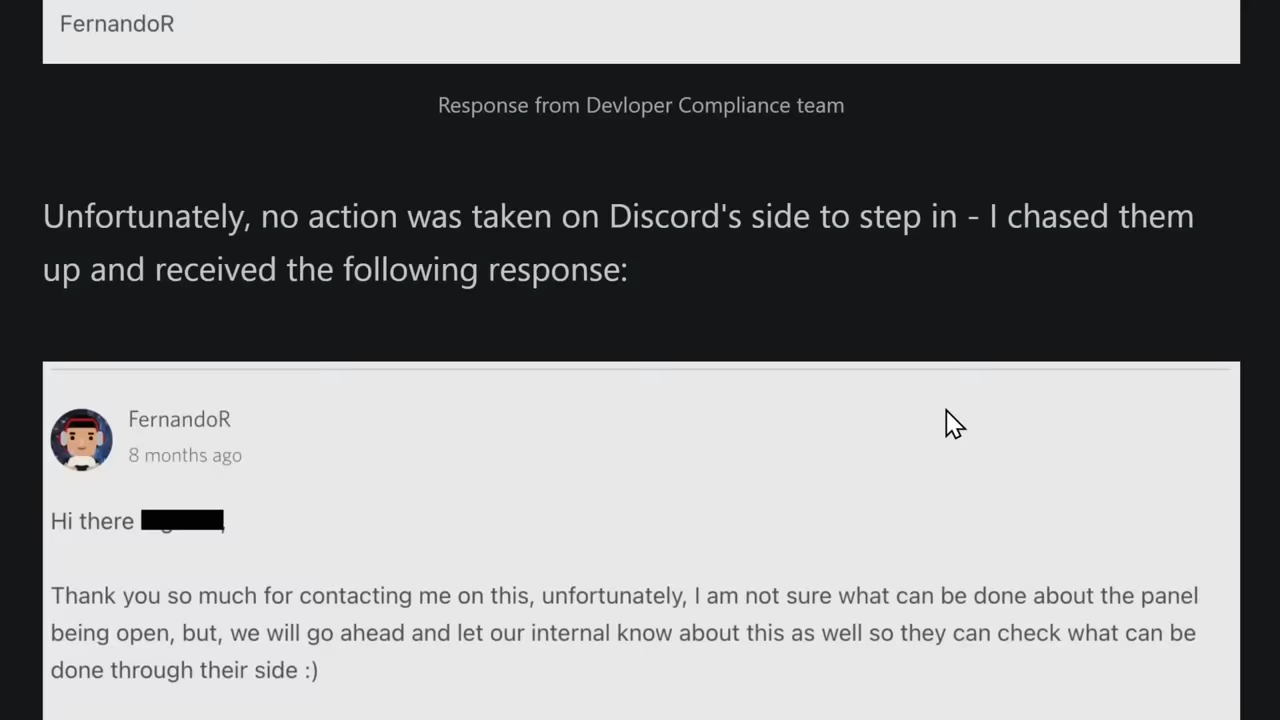 FernandoR
Response from Devloper Compliance team
Unfortunately, no action was taken on Discord's side to step in - I chased them
up and received the following response:
FernandoR
8 months ago
Hi there ,
Thank you so much for contacting me on this, unfortunately, I am not sure what can be done about the panel
being open, but, we will go ahead and let our internal know about this as well so they can check what can be
done through their side :)